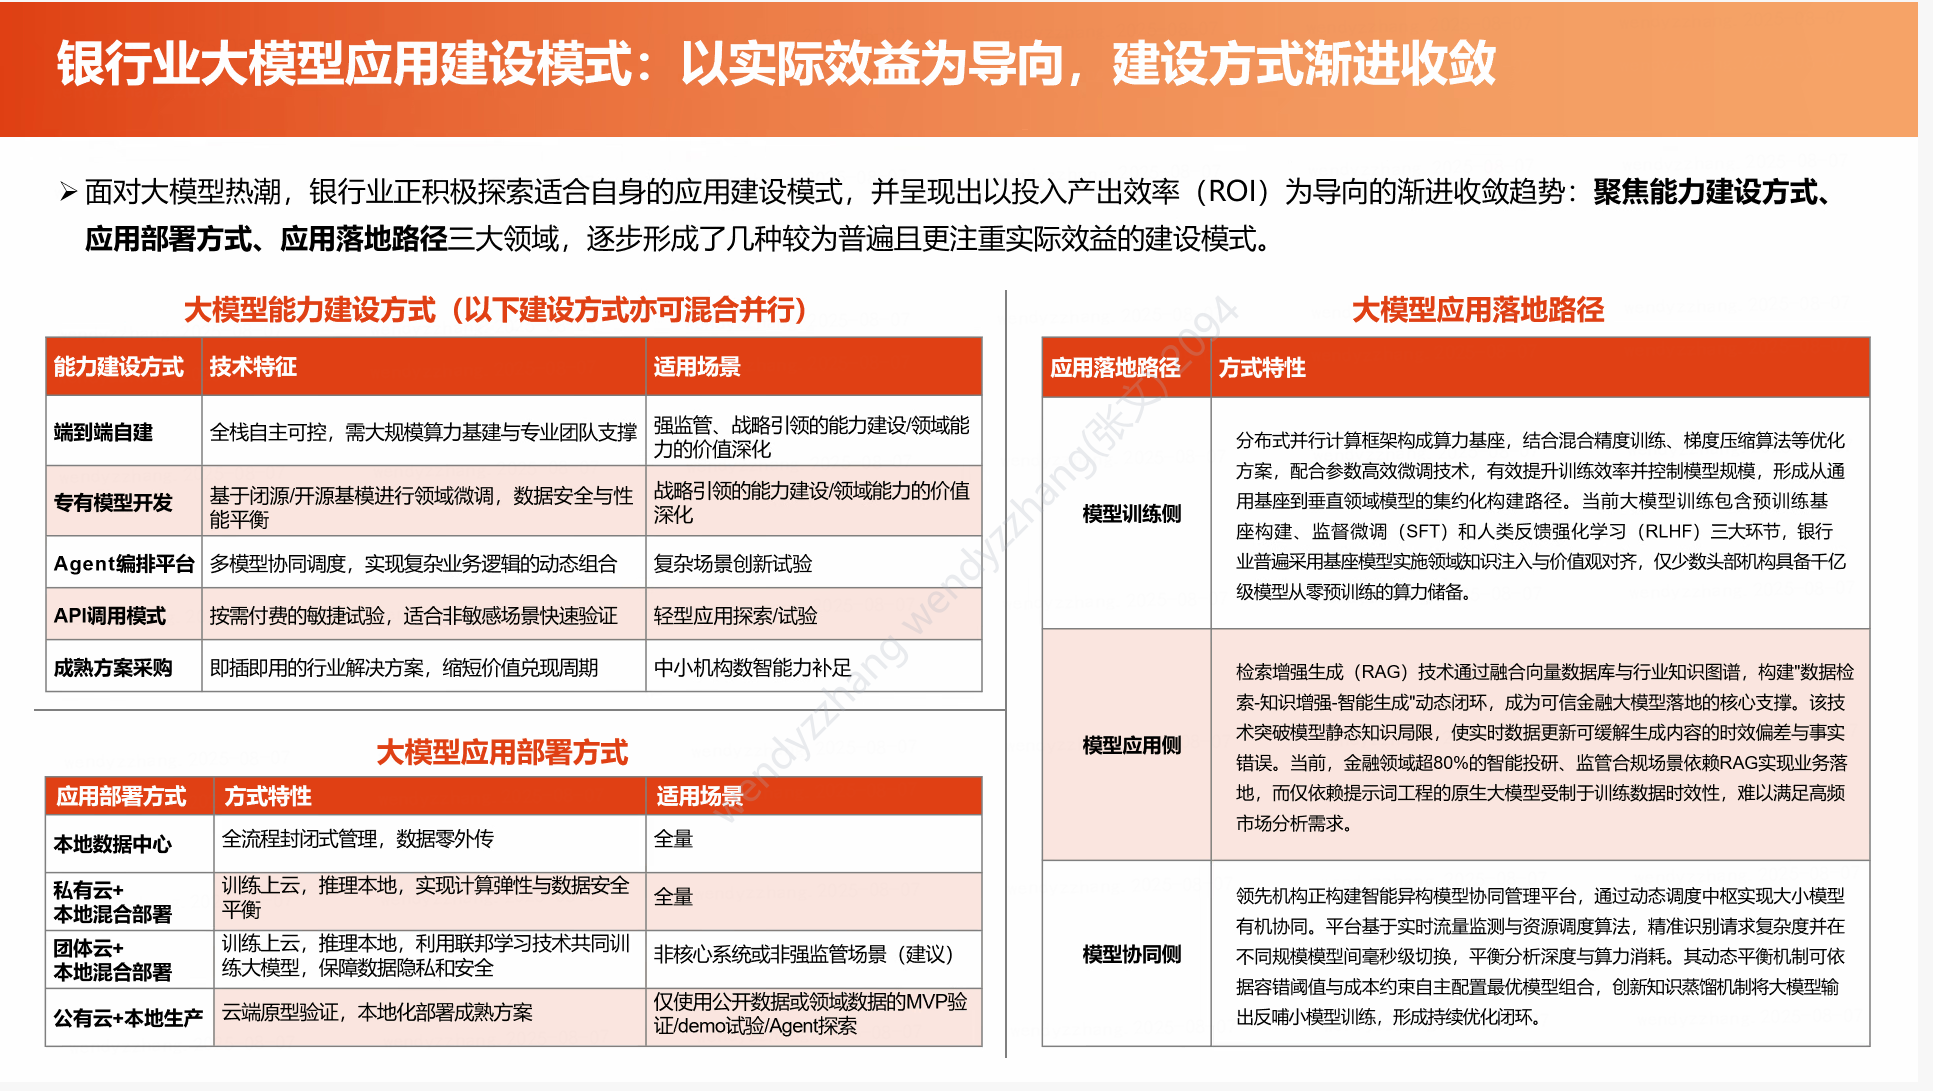 银行业大模型应用建设模式：以实际效益为导向，建设方式渐进收敛
➢ 面对大模型热潮，银行业正积极探索适合自身的应用建设模式，并呈现出以投入产出效率（ROI）为导向的渐进收敛趋势：聚焦能力建设方式、
应用部署方式、应用落地路径三大领域，逐步形成了几种较为普遍且更注重实际效益的建设模式。
大模型能力建设方式（以下建设方式亦可混合并行）
能力建设方式 技术特征 适用场景
端到端自建 全栈自主可控，需大规模算力基建与专业团队支撑 强监管、战略引领的能力建设/领域能
力的价值深化
专有模型开发 基于闭源/开源基模进行领域微调，数据安全与性
能平衡
战略引领的能力建设/领域能力的价值
深化
Agent编排平台 多模型协同调度，实现复杂业务逻辑的动态组合 复杂场景创新试验
API调用模式 按需付费的敏捷试验，适合非敏感场景快速验证 轻型应用探索/试验
成熟方案采购 即插即用的行业解决方案，缩短价值兑现周期 中小机构数智能力补足
大模型应用部署方式
应用部署方式 方式特性 适用场景
本地数据中心 全流程封闭式管理，数据零外传 全量
私有云+
本地混合部署
训练上云，推理本地，实现计算弹性与数据安全
平衡
全量
团体云+
本地混合部署
训练上云，推理本地，利用联邦学习技术共同训
练大模型，保障数据隐私和安全
非核心系统或非强监管场景（建议）
公有云+本地生产 云端原型验证，本地化部署成熟方案
仅使用公开数据或领域数据的MVP验
证/demo试验/Agent探索
大模型应用落地路径
应用落地路径 方式特性
模型训练侧
分布式并行计算框架构成算力基座，结合混合精度训练、梯度压缩算法等优化
方案，配合参数高效微调技术，有效提升训练效率并控制模型规模，形成从通
用基座到垂直领域模型的集约化构建路径。当前大模型训练包含预训练基
座构建、监督微调（SFT）和人类反馈强化学习（RLHF）三大环节，银行
业普遍采用基座模型实施领域知识注入与价值观对齐，仅少数头部机构具备千亿
级模型从零预训练的算力储备。
模型应用侧
检索增强生成（RAG）技术通过融合向量数据库与行业知识图谱，构建"数据检
索-知识增强-智能生成"动态闭环，成为可信金融大模型落地的核心支撑。该技
术突破模型静态知识局限，使实时数据更新可缓解生成内容的时效偏差与事实
错误。当前，金融领域超80%的智能投研、监管合规场景依赖RAG实现业务落
地，而仅依赖提示词工程的原生大模型受制于训练数据时效性，难以满足高频
市场分析需求。
模型协同侧
领先机构正构建智能异构模型协同管理平台，通过动态调度中枢实现大小模型
有机协同。平台基于实时流量监测与资源调度算法，精准识别请求复杂度并在
不同规模模型间毫秒级切换，平衡分析深度与算力消耗。其动态平衡机制可依
据容错阈值与成本约束自主配置最优模型组合，创新知识蒸馏机制将大模型输
出反哺小模型训练，形成持续优化闭环。
wendyzzhang wendyzzhang(张文) 2094